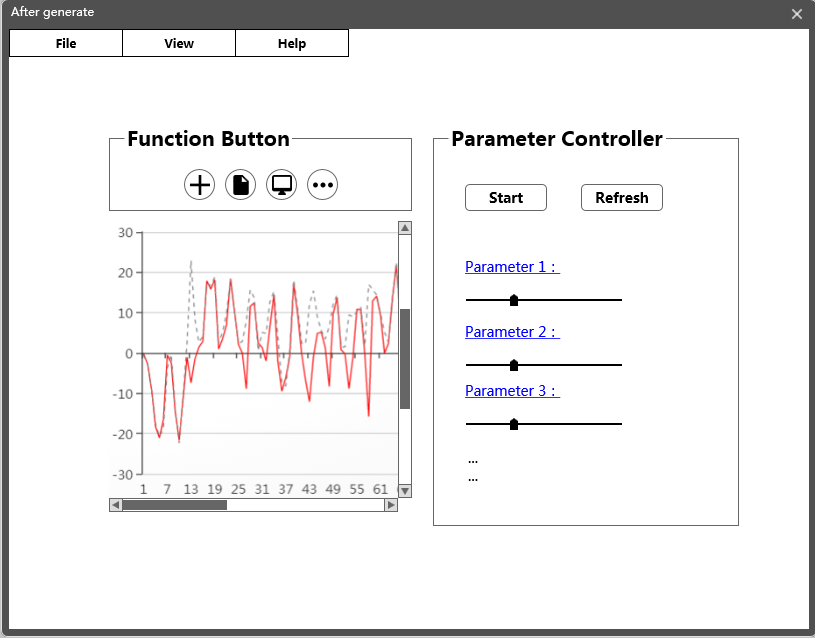 After generate
File View Help
Function Button
Parameter Controller
Start Refresh
30
20
10
0
-10
-20
-30
1 7 13 19 25 31 37 43 49 55 61
Parameter 1 :
Parameter 2 :
Parameter 3 :
...
...